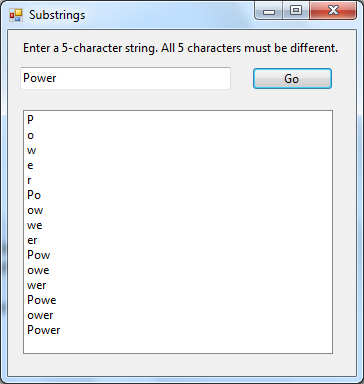 Substrings
Enter a 5-character string. All 5 characters must be different.
Power
Go
P
o
w
e
r
Po
ow
we
er
Pow
owe
wer
Powe
ower
Power